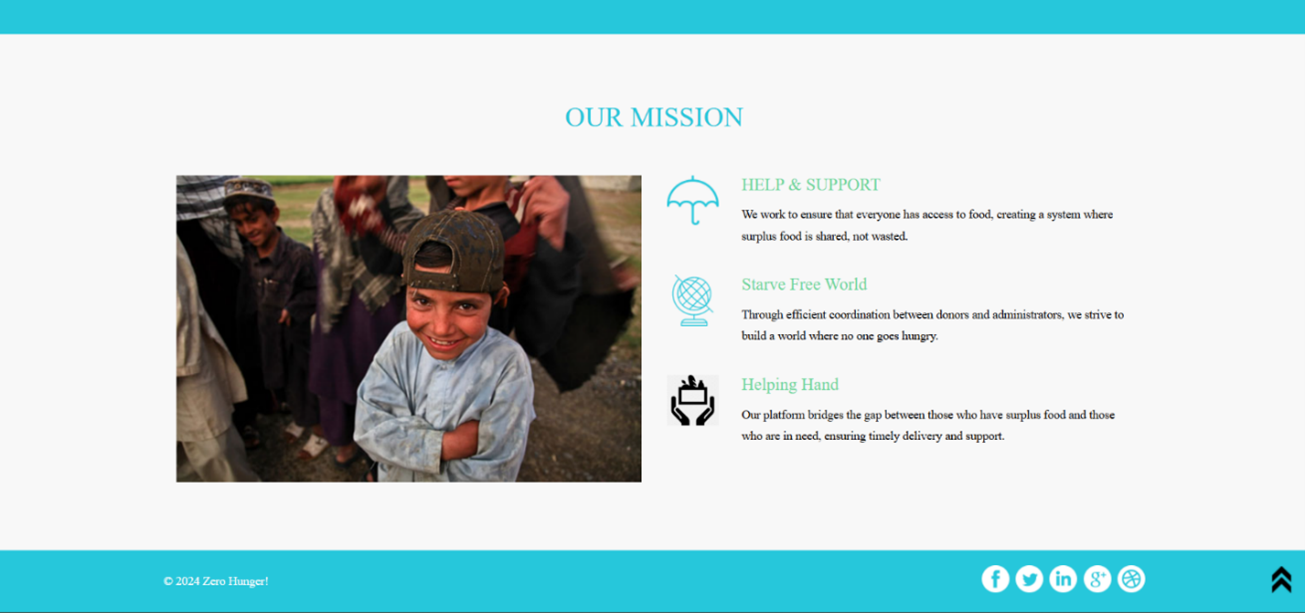 OUR MISSION
HELP & SUPPORT
We work to ensure that everyone has access to food, creating a system where
surplus food is shared, not wasted.
Starve Free World
Through efficient coordination between donors and administrators, we strive to
build a world where no one goes hungry.
Helping Hand
Our platform bridges the gap between those who have surplus food and those
who are in need, ensuring timely delivery and support.
© 2024 Zero Hunger!